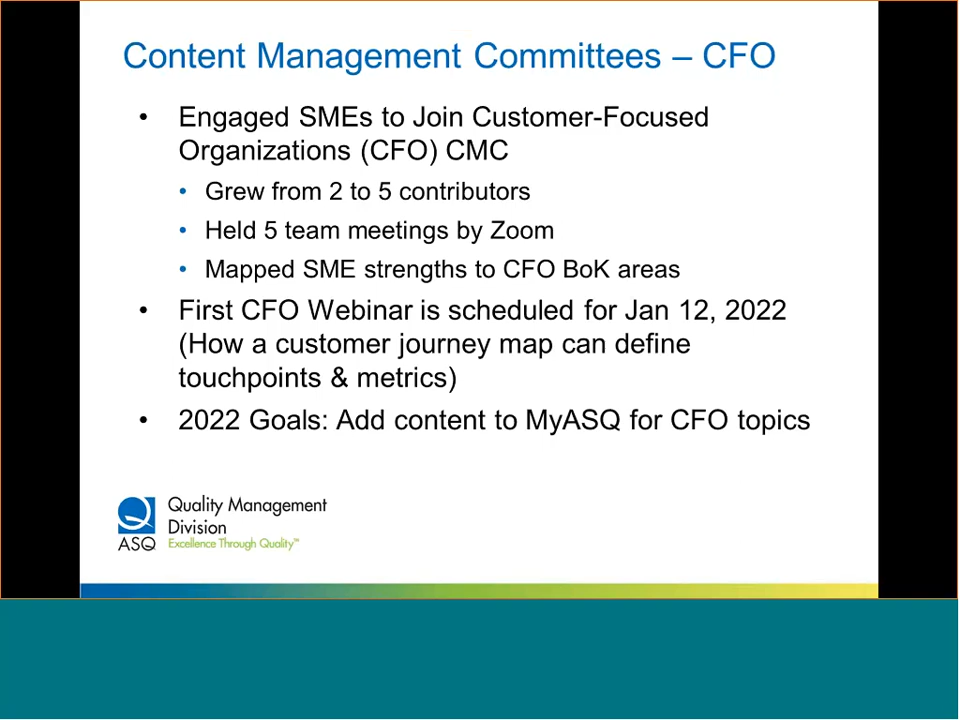 Content Management Committees – CFO
• Engaged SMEs to Join Customer-Focused
Organizations (CFO) CMC
• Grew from 2 to 5 contributors
• Held 5 team meetings by Zoom
• Mapped SME strengths to CFO BoK areas
• First CFO Webinar is scheduled for Jan 12, 2022
(How a customer journey map can define
touchpoints & metrics)
• 2022 Goals: Add content to MyASQ for CFO topics
Quality Management
Division
ASQ Excellence Through Quality™